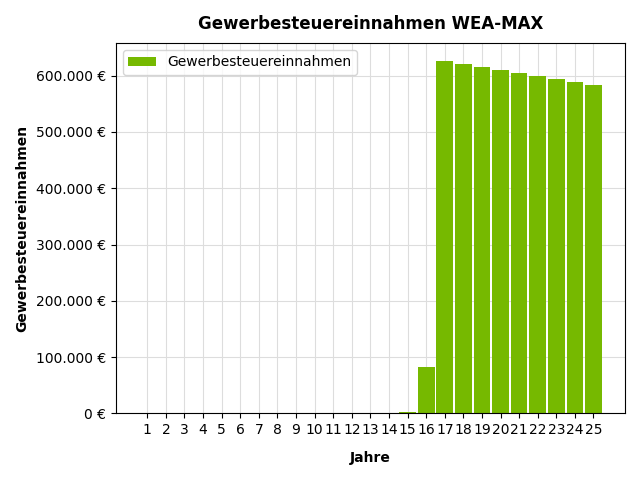 Gewerbesteuereinnahmen WEA-MAX
Gewerbesteuereinnahmen
Gewerbesteuereinnahmen
600.000 €
500.000 €
400.000 €
300.000 €
200.000 €
100.000 €
0 €
1 2 3 4 5 6 7 8 9 10 11 12 13 14 15 16 17 18 19 20 21 22 23 24 25
Jahre